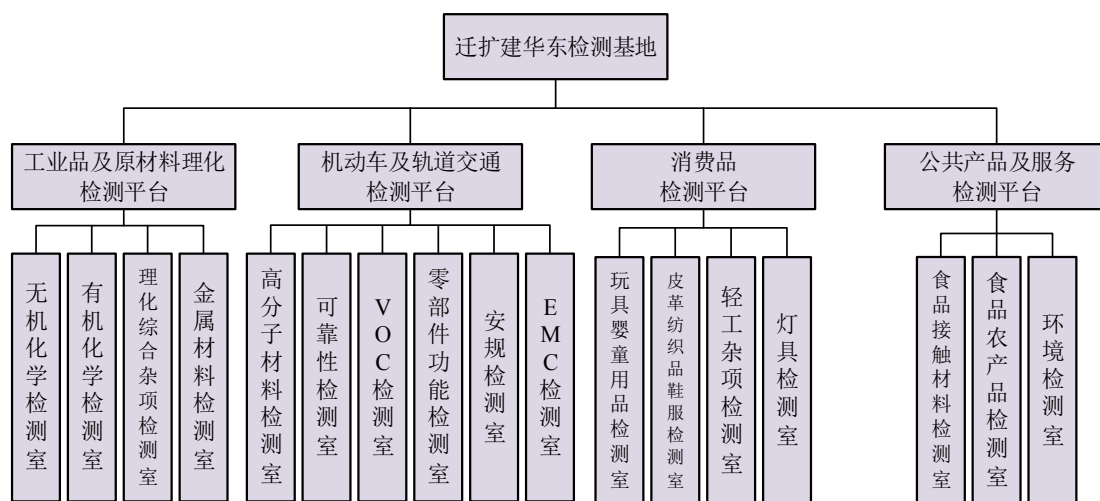 迁扩建华东检测基地
工业品及原材料理化
检测平台
机动车及轨道交通
检测平台
消费品
检测平台
公共产品及服务
检测平台
无机化学检测室
有机化学检测室
理化综合杂项检测室
金属材料检测室
高分子材料检测室
可靠性检测室
VOC检测室
零部件功能检测室
安规检测室
EMC检测室
玩具婴童用品检测室
皮革纺织品鞋服检测室
轻工杂项检测室
灯具检测室
食品接触材料检测室
食品农产品检测室
环境检测室